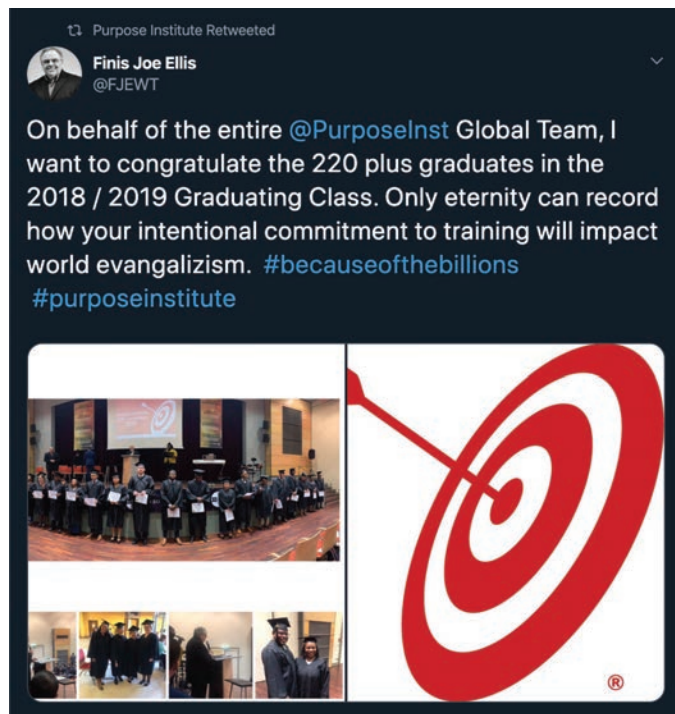 Purpose Institute Retweeted
Finis Joe Ellis
@FJEWT
On behalf of the entire @PurposeInst Global Team, I
want to congratulate the 220 plus graduates in the
2018 / 2019 Graduating Class. Only eternity can record
how your intentional commitment to training will impact
world evangalizism. #becauseofthebillions
#purposeinstitute
®